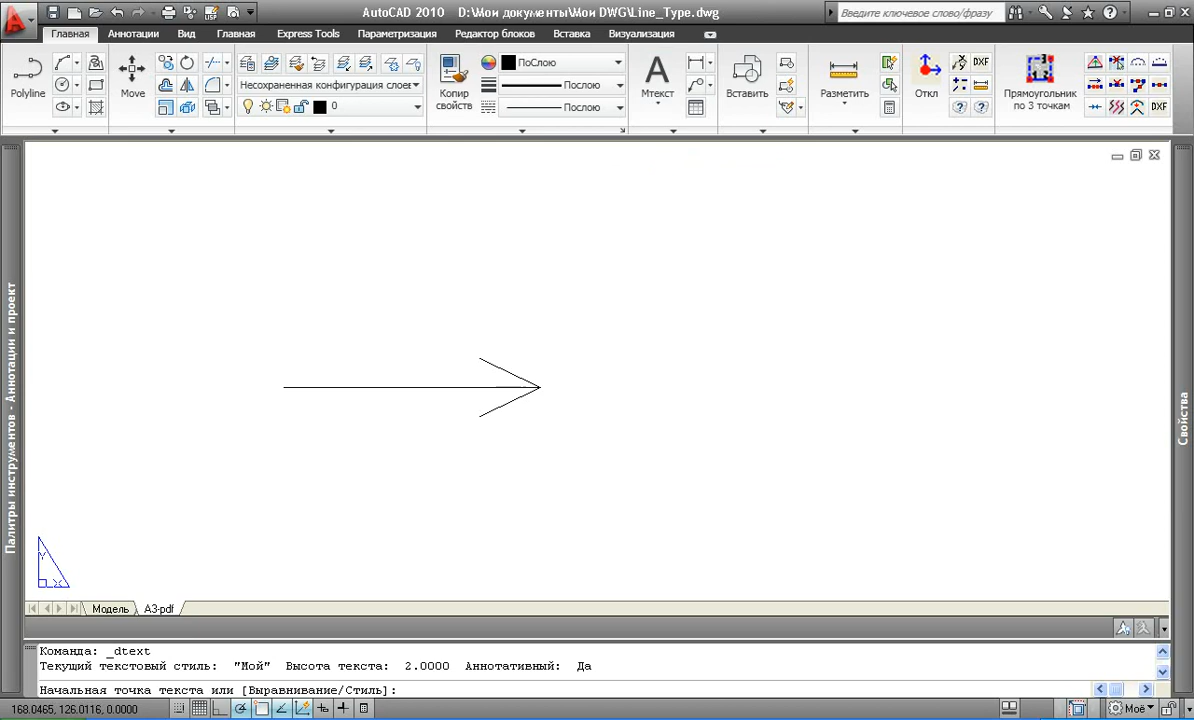 AutoCAD 2010 D:\Мои документы\Мои DWG\Line_Type.dwg
Введите ключевое слово/фразу
Главная Аннотации Вид Главная Express Tools Параметризация Редактор блоков Вставка Визуализация
ПоСлою
DXF
Несохраненная конфигурация слоев
Послою
Polyline Move Копир свойств Мтекст Вставить Разметить Откл Прямоугольник по 3 точкам
0
Послою
DXF
Палитры инструментов - Аннотации и проект
Свойства
Y
X
Модель А3-pdf
Команда: _dtext
Текущий текстовый стиль: "Мой" Высота текста: 2.0000 Аннотативный: Да
Начальная точка текста или [Выравнивание/Стиль]:
168.0465, 126.0116, 0.0000
Моё